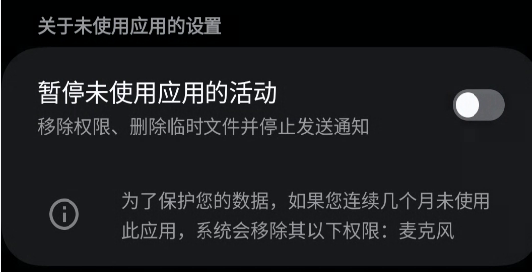 关于未使用应用的设置
暂停未使用应用的活动
移除权限、删除临时文件并停止发送通知
为了保护您的数据，如果您连续几个月未使用
此应用，系统会移除其以下权限：麦克风